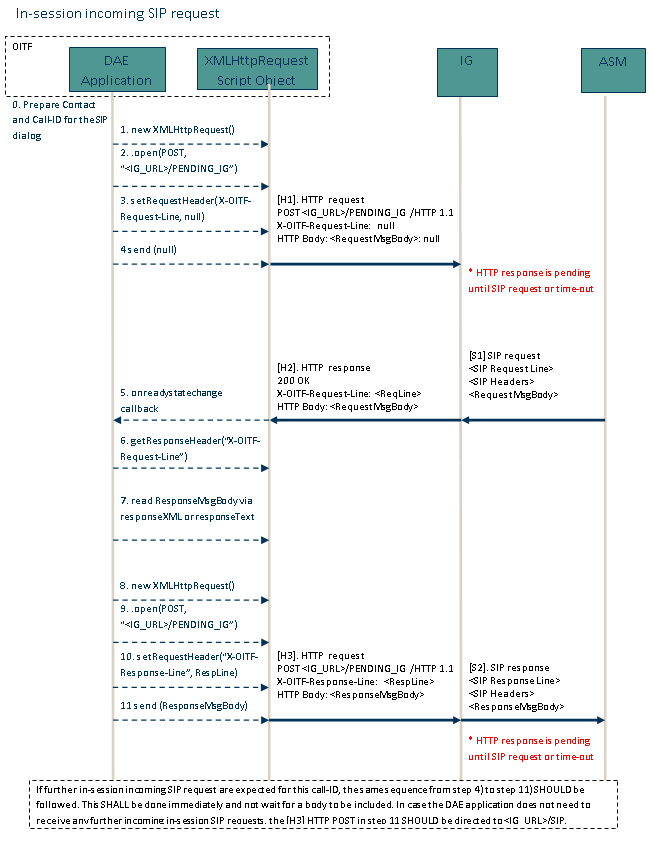 In-session incoming SIP request
OITF
DAE
Application
XMLHttpRequest
Script Object
IG
ASM
0. Prepare Contact
and Call-ID for the SIP
dialog
1. new XMLHttpRequest()
2. .open(POST,
“<IG_URL>/PENDING_IG”)
3. setRequestHeader(X-OITF-
Request-Line, null)
[H1]. HTTP request
POST <IG_URL>/PENDING_IG /HTTP 1.1
X-OITF-Request-Line: null
HTTP Body: <RequestMsgBody>: null
4 send (null)
* HTTP response is pending
until SIP request or time-out
[S1] SIP request
<SIP Request Line>
<SIP Headers>
<RequestMsgBody>
[H2]. HTTP response
200 OK
X-OITF-Request-Line: <ReqLine>
HTTP Body: <RequestMsgBody>
5. onreadystatechange
callback
6. getResponseHeader(“X-OITF-
Request-Line”)
7. read ResponseMsgBody via
responseXML or responseText
8. new XMLHttpRequest()
9. .open(POST,
“<IG_URL>/PENDING_IG”)
10. setRequestHeader(“X-OITF-
Response-Line”, RespLine)
[H3]. HTTP request
POST <IG_URL>/PENDING_IG /HTTP 1.1
X-OITF-Response-Line: <RespLine>
HTTP Body: <ResponseMsgBody>
[S2]. SIP response
<SIP Response Line>
<SIP Headers>
<ResponseMsgBody>
11 send (ResponseMsgBody)
* HTTP response is pending
until SIP request or time-out
If further in-session incoming SIP request are expected for this call-ID, the sames equence from step 4) to step 11) SHOULD be
followed. This SHALL be done immediately and not wait for a body to be included. In case the DAE application does not need to
receive any further incoming in-session SIP requests, the [H3] HTTP POST in step 11 SHOULD be directed to <IG_URL>/SIP.